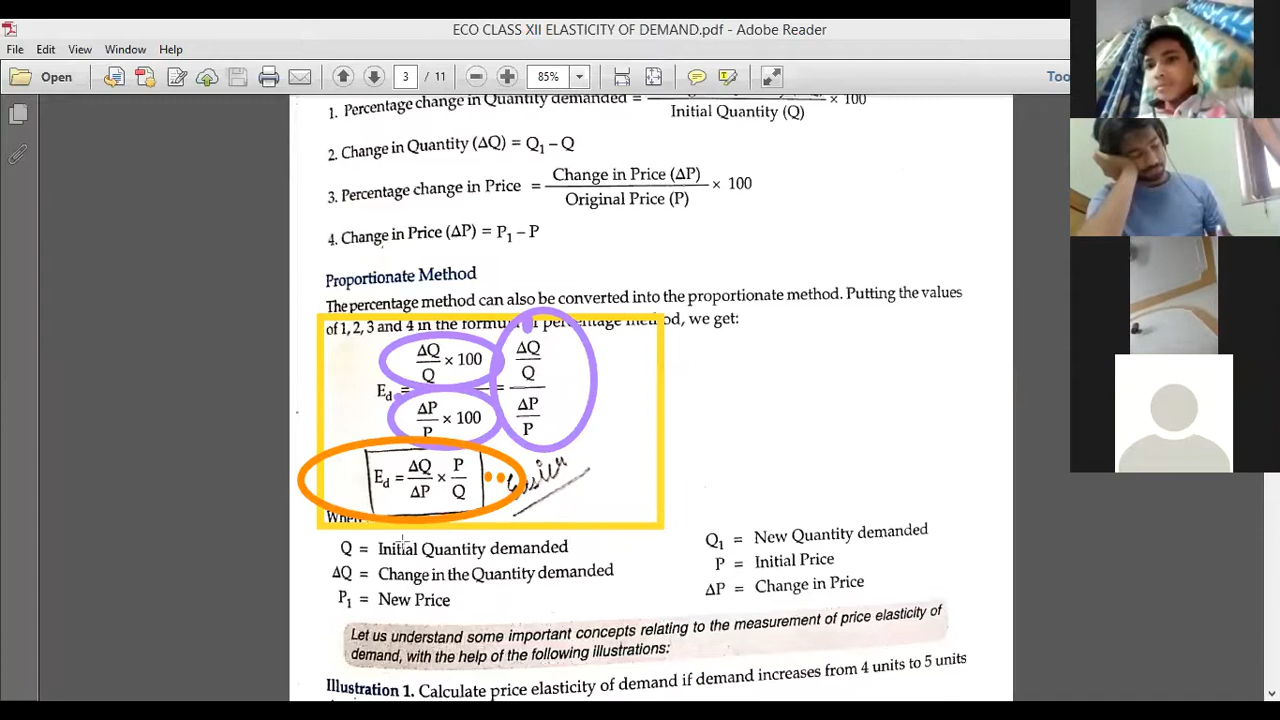 ECO CLASS XII ELASTICITY OF DEMAND.pdf - Adobe Reader
File Edit View Window Help
Open 3 / 11 85% Too
1. Percentage change in Quantity demanded = × 100
Initial Quantity (Q)
2. Change in Quantity (ΔQ) = Q₁ – Q
3. Percentage change in Price = Change in Price (ΔP) × 100
Original Price (P)
4. Change in Price (ΔP) = P₁ – P
Proportionate Method
The percentage method can also be converted into the proportionate method. Putting the values
of 1, 2, 3 and 4 in the formula of percentage method, we get:
ΔQ/Q × 100 ΔQ/Q
E_d = =
ΔP/P × 100 ΔP/P
E_d = ΔQ/ΔP × P/Q
Q = Initial Quantity demanded
ΔQ = Change in the Quantity demanded
P₁ = New Price
Q₁ = New Quantity demanded
P = Initial Price
ΔP = Change in Price
Let us understand some important concepts relating to the measurement of price elasticity of
demand, with the help of the following illustrations:
Illustration 1. Calculate price elasticity of demand if demand increases from 4 units to 5 units